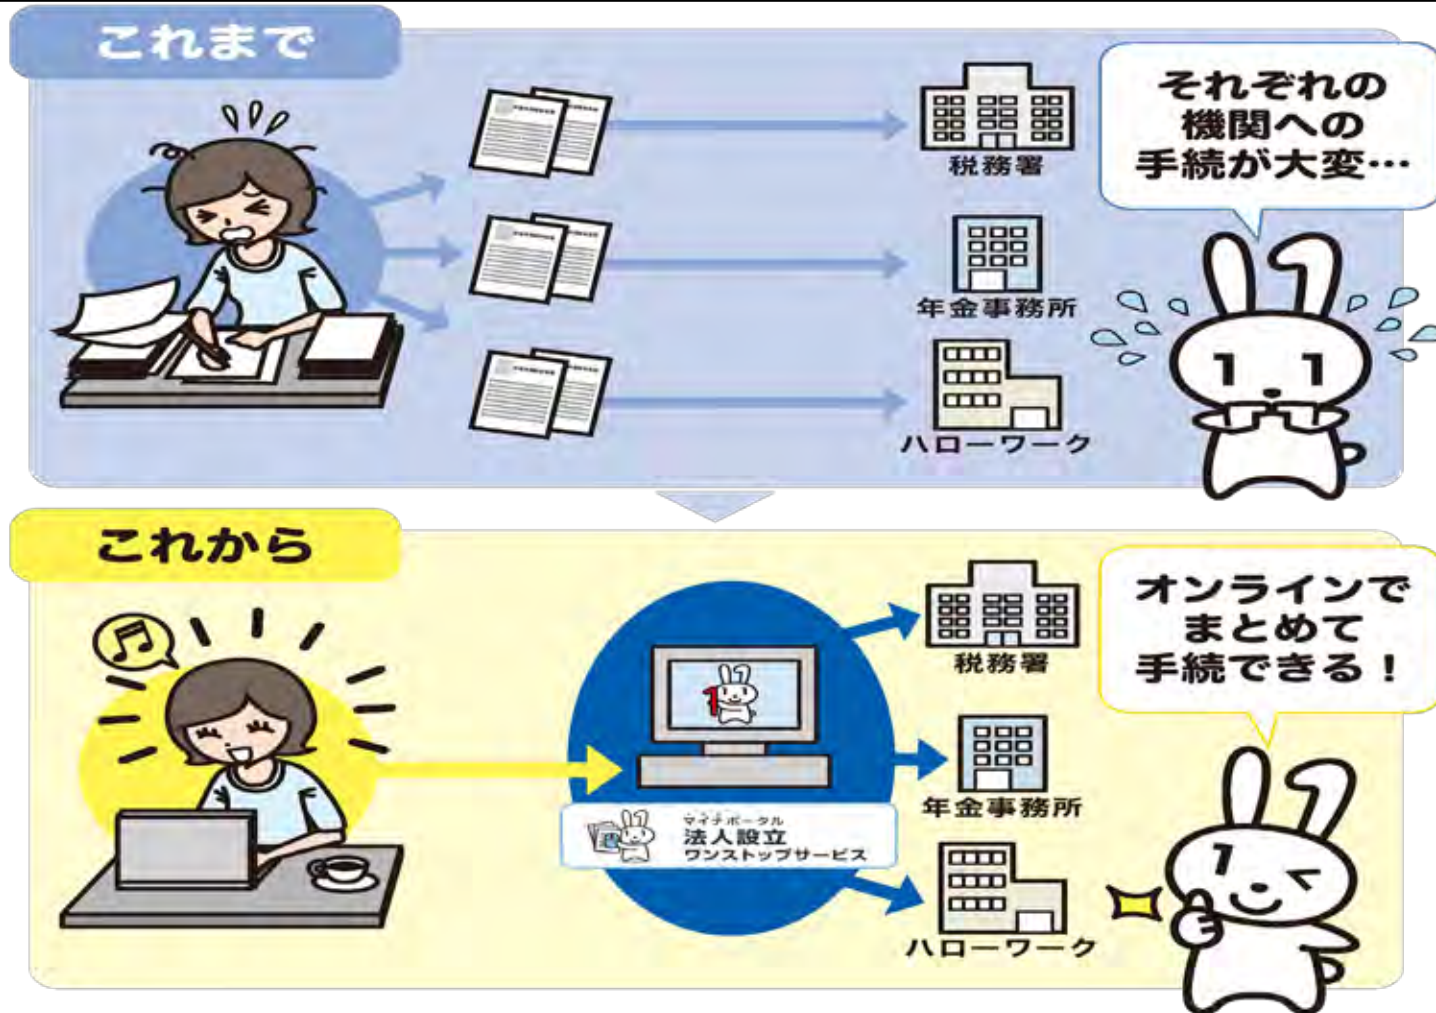 これまで
それぞれの
機関への
手続が大変…
税務署
年金事務所
ハローワーク
これから
オンラインで
まとめて
手続できる！
税務署
マイナポータル
法人設立
ワンストップサービス
年金事務所
ハローワーク